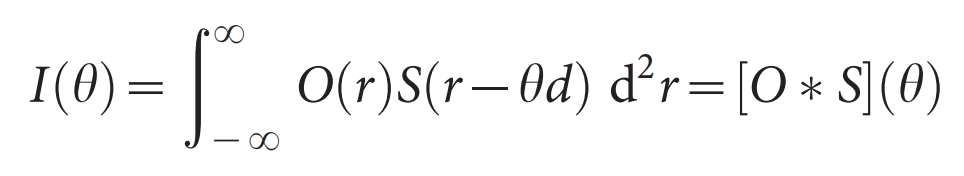 I(θ) = ∫_{−∞}^{∞} O(r)S(r−θd) d²r = [O ∗ S](θ)